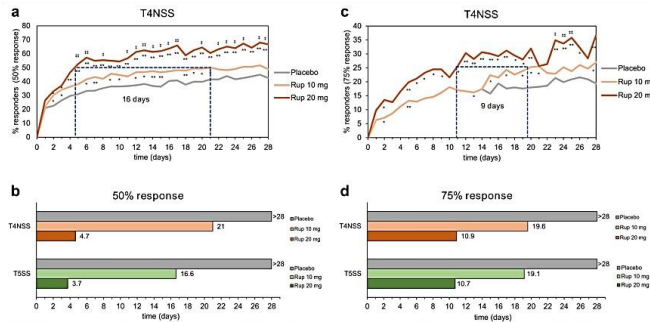 a
T4NSS
% responders (50% response)
80
70
60
50
40
30
20
10
0
16 days
Placebo
Rup 10 mg
Rup 20 mg
0 2 4 6 8 10 12 14 16 18 20 22 24 26 28
time (days)
c
T4NSS
% responders (75% response)
40
35
30
25
20
15
10
5
0
9 days
Placebo
Rup 10 mg
Rup 20 mg
0 2 4 6 8 10 12 14 16 18 20 22 24 26 28
time (days)
b
50% response
T4NSS
>28
21
4.7
Placebo
Rup 10 mg
Rup 20 mg
T5SS
>28
16.6
3.7
Placebo
Rup 10 mg
Rup 20 mg
0 2 4 6 8 10 12 14 16 18 20 22 24 26 28
time (days)
d
75% response
T4NSS
>28
19.6
10.9
Placebo
Rup 10 mg
Rup 20 mg
T5SS
>28
19.1
10.7
Placebo
Rup 10 mg
Rup 20 mg
0 2 4 6 8 10 12 14 16 18 20 22 24 26 28
time (days)